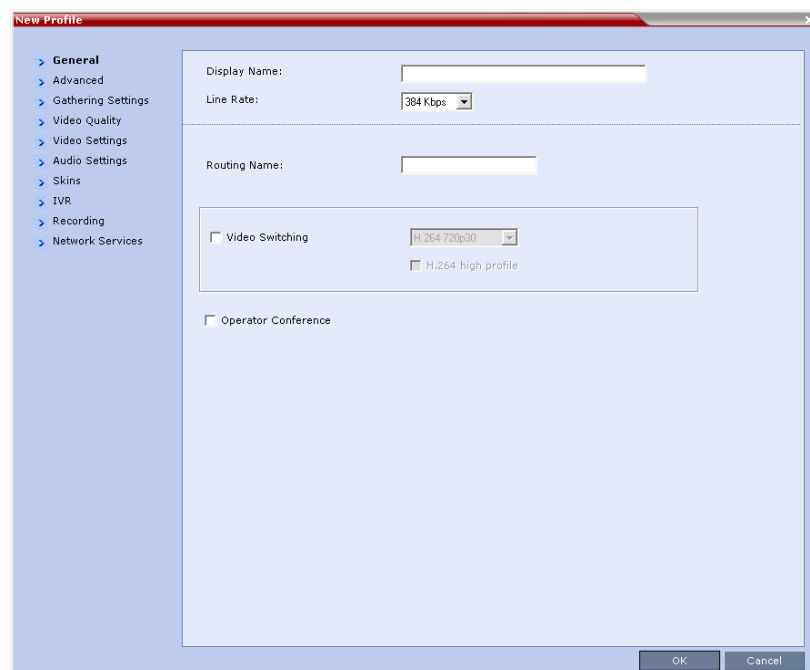 New Profile
General
Advanced
Gathering Settings
Video Quality
Video Settings
Audio Settings
Skins
IVR
Recording
Network Services
Display Name:
Line Rate: 384 Kbps
Routing Name:
Video Switching H.264 720p30
H.264 high profile
Operator Conference
OK Cancel